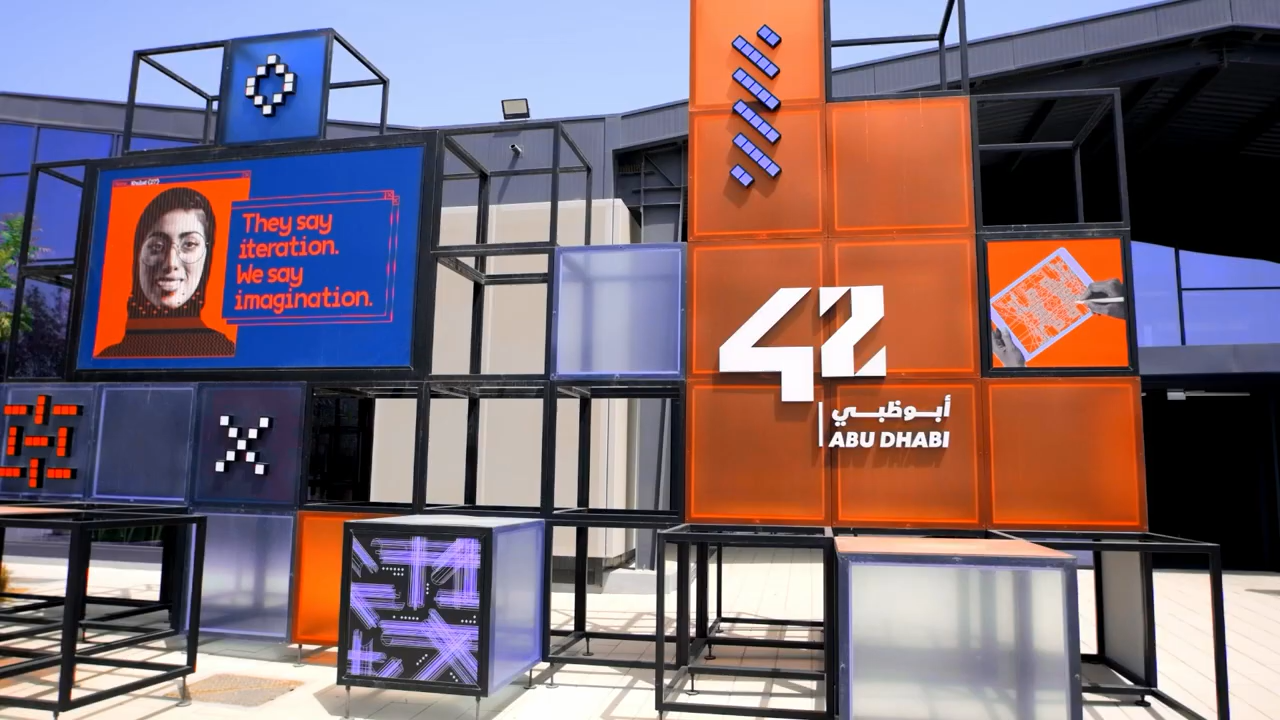 They say
iteration.
We say
imagination.
42
أبوظبي
ABU DHABI